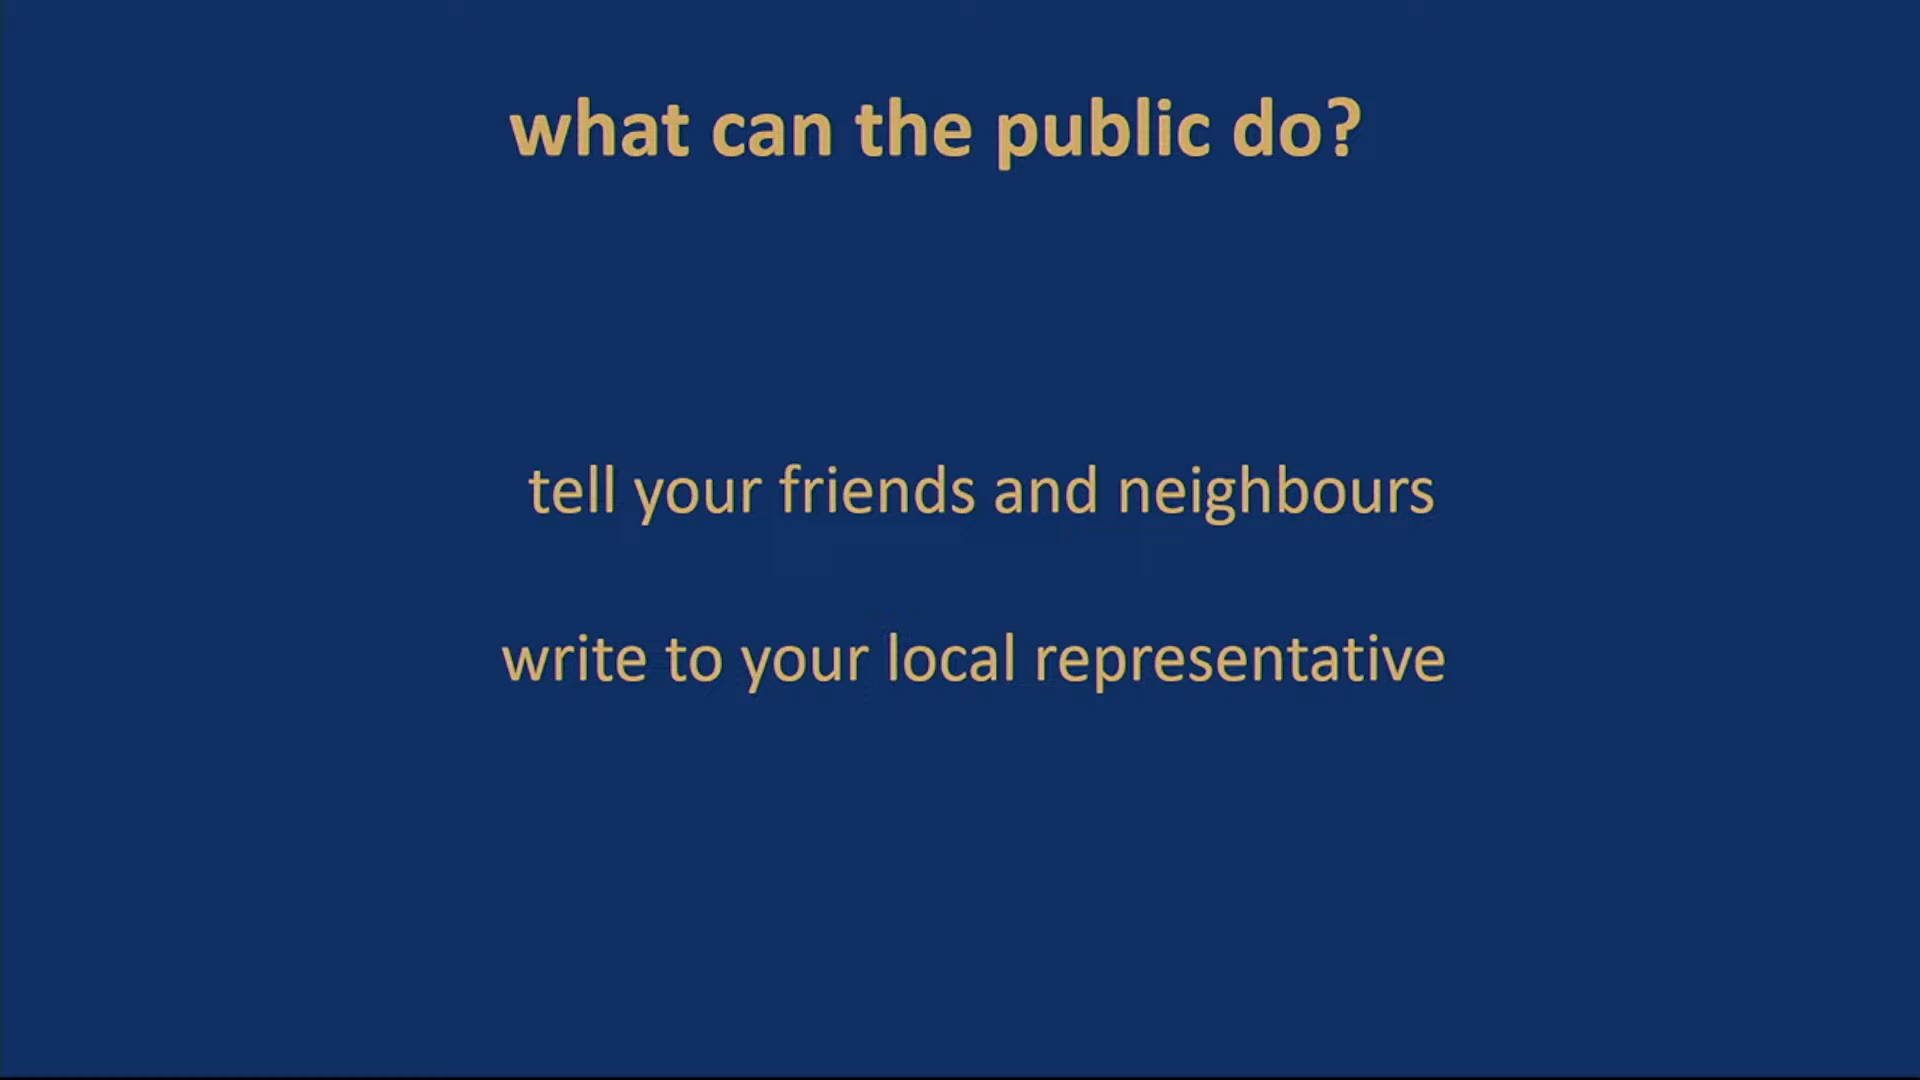 what can the public do?
tell your friends and neighbours
write to your local representative